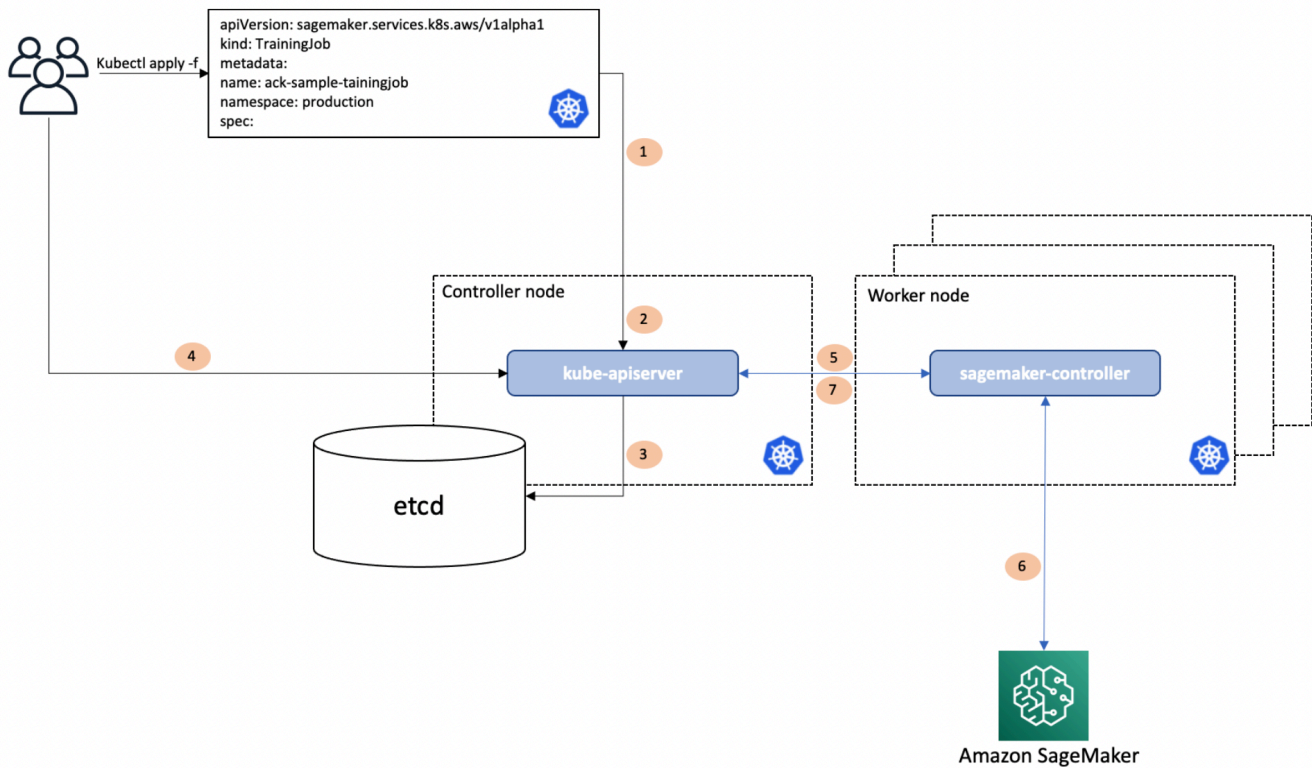 Kubectl apply -f
apiVersion: sagemaker.services.k8s.aws/v1alpha1
kind: TrainingJob
metadata:
name: ack-sample-tainingjob
namespace: production
spec:
1
Controller node
2
kube-apiserver
3
4
etcd
5
7
Worker node
sagemaker-controller
6
Amazon SageMaker